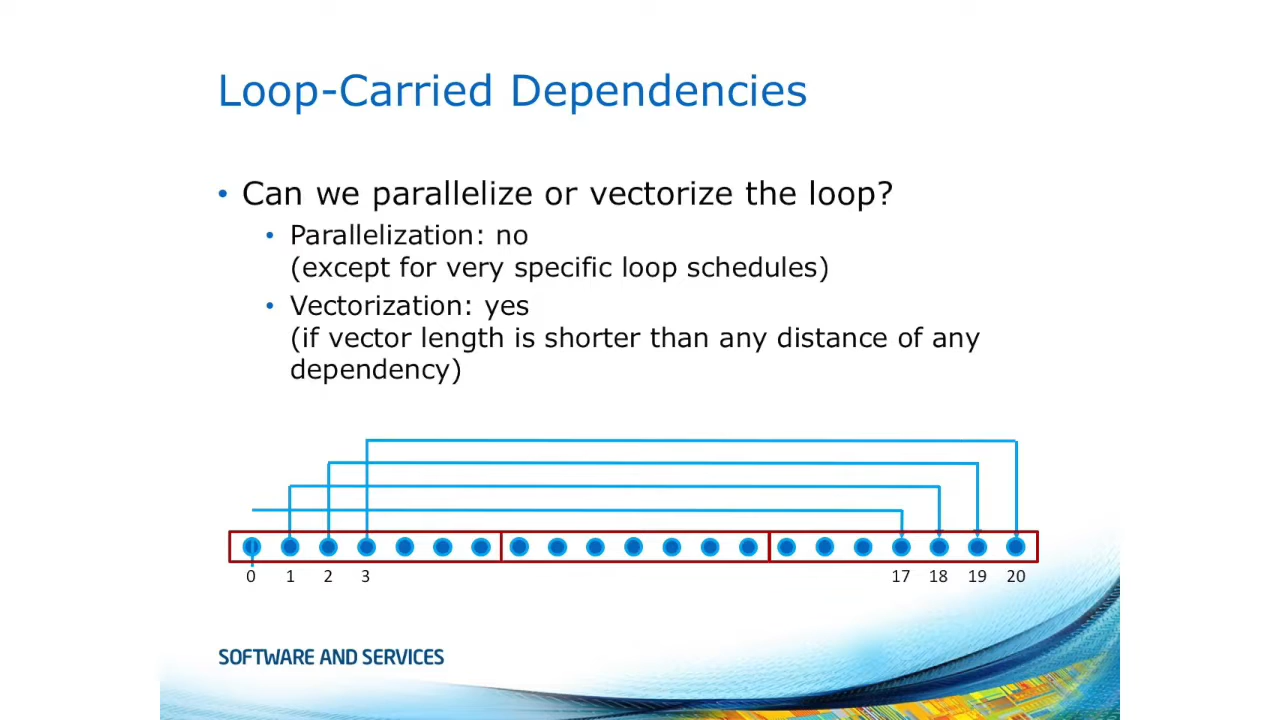 Loop-Carried Dependencies
• Can we parallelize or vectorize the loop?
• Parallelization: no
(except for very specific loop schedules)
• Vectorization: yes
(if vector length is shorter than any distance of any
dependency)
0 1 2 3 17 18 19 20
SOFTWARE AND SERVICES